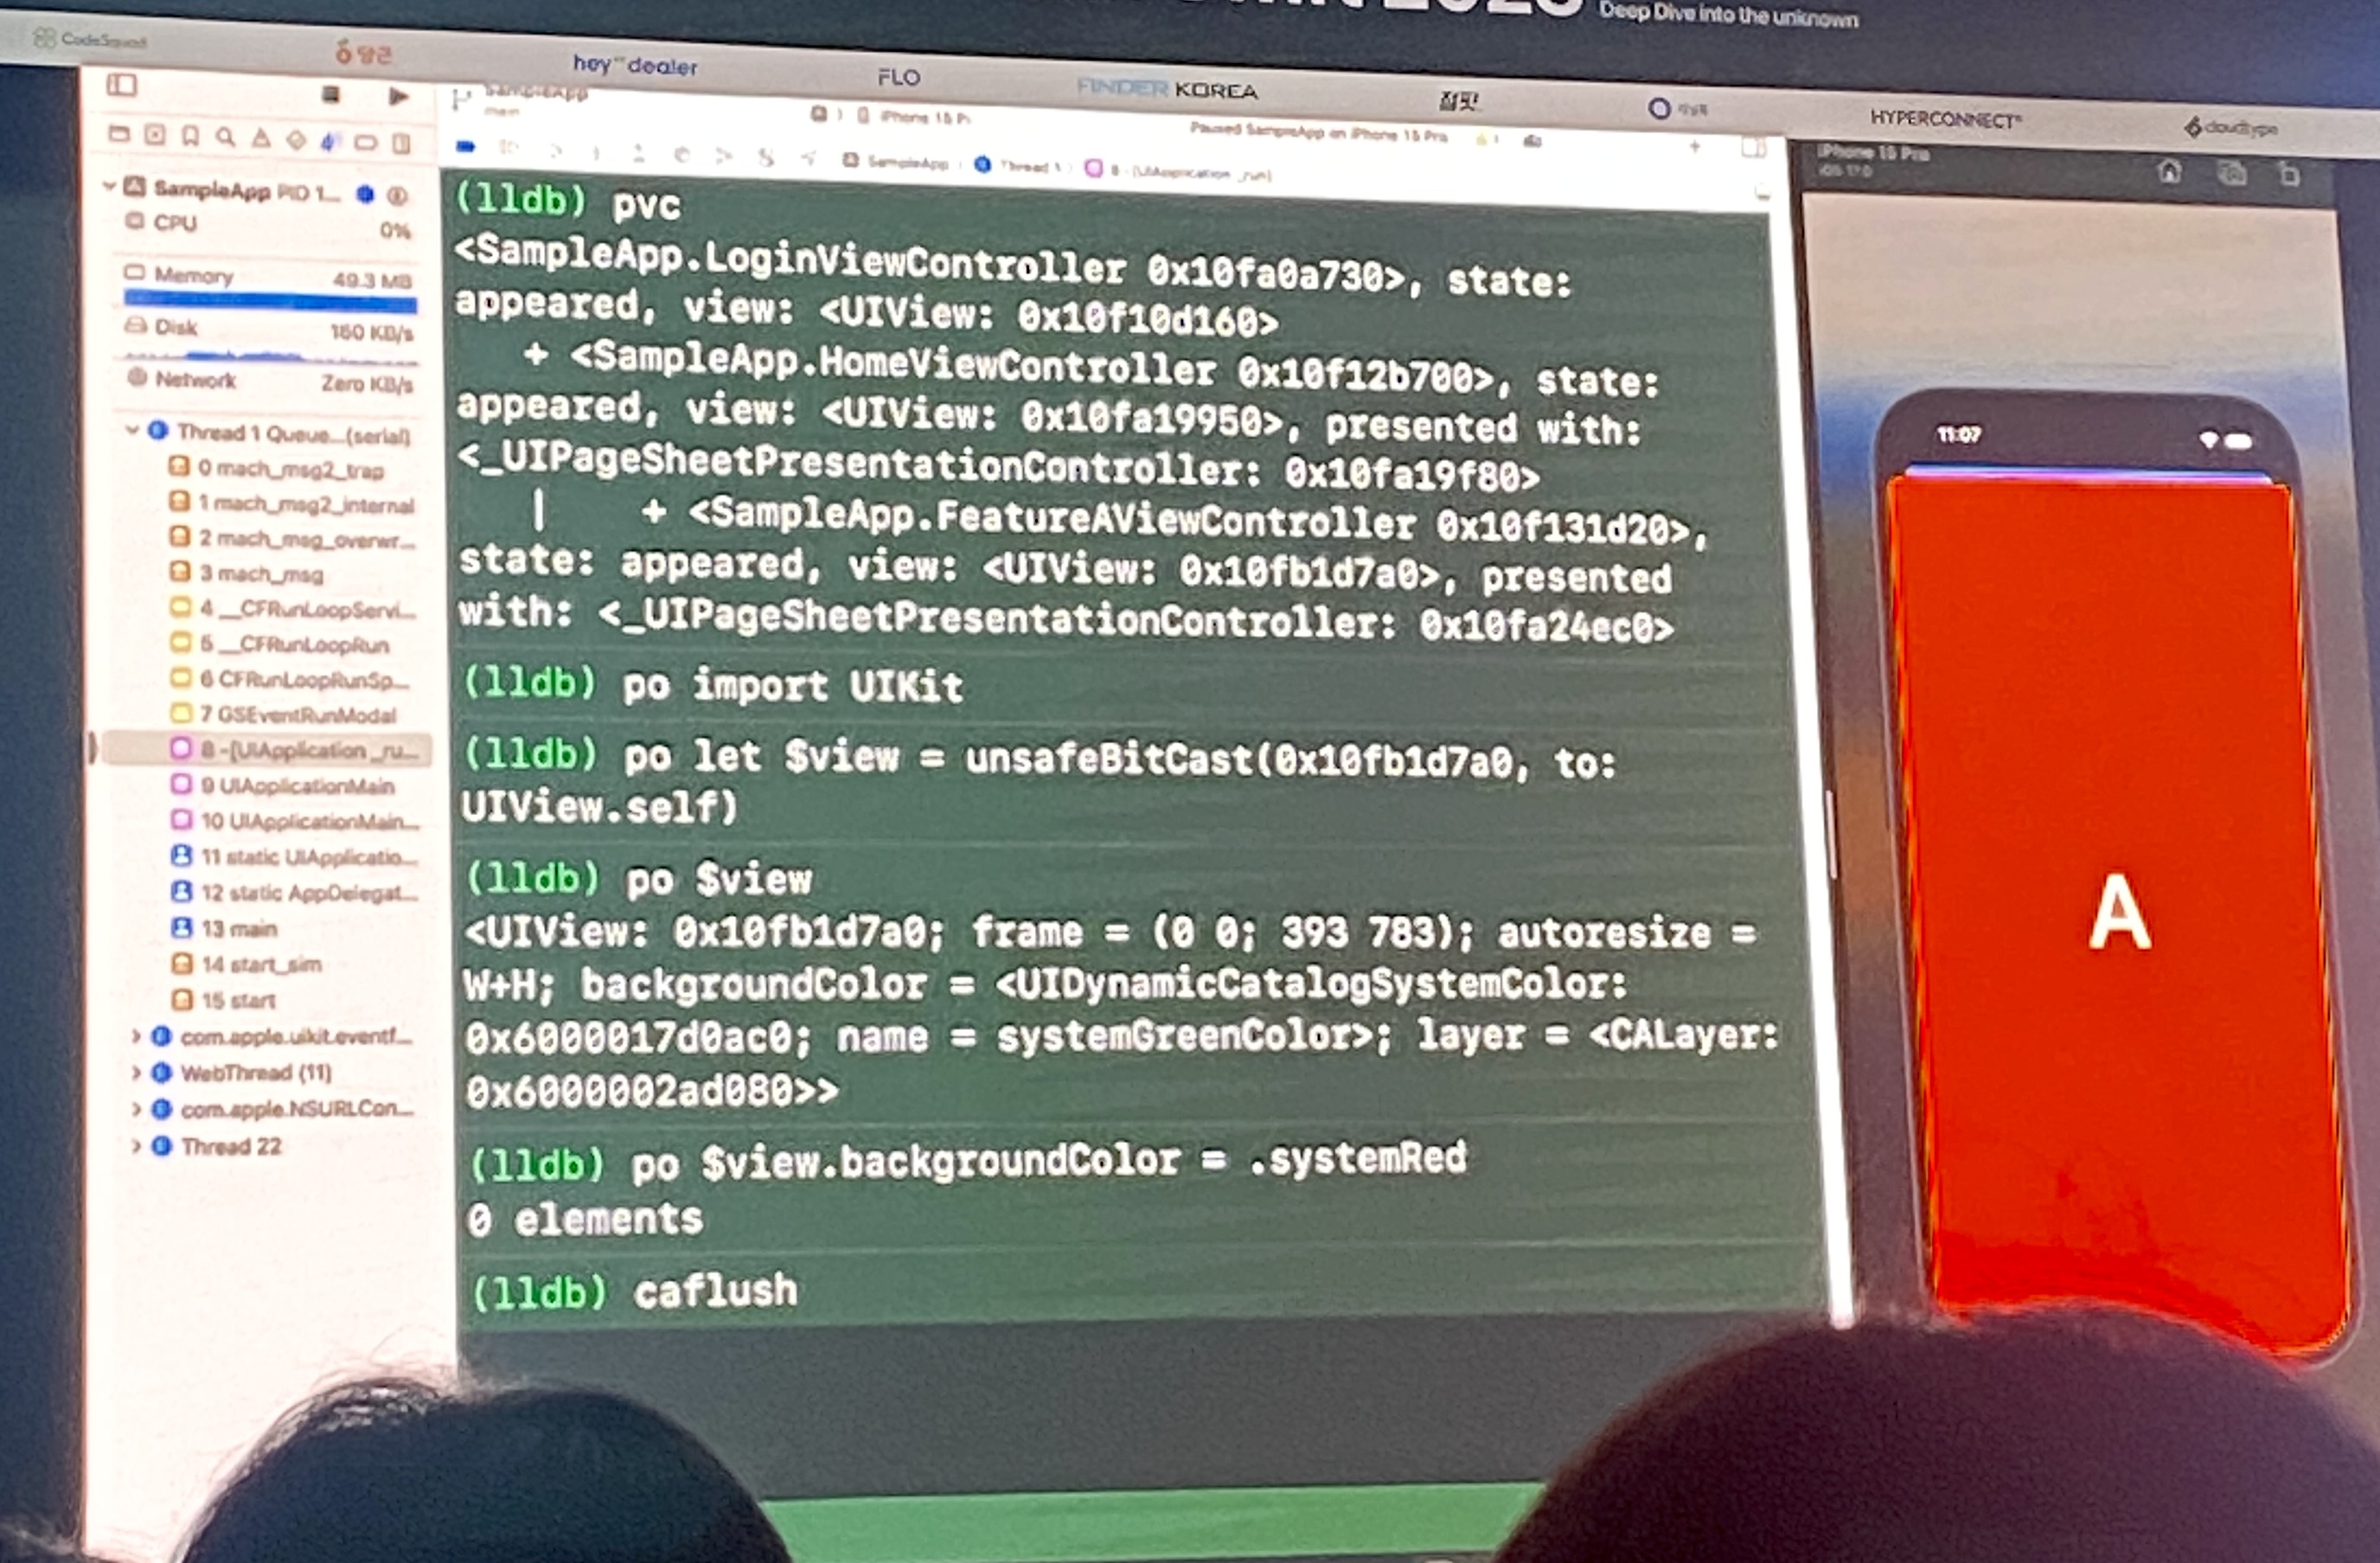 Deep Dive into the unknown
CodeSquad
당근
hey dealer
FLO
FINDER KOREA
HYPERCONNECT
cloudtype
SampleApp
main
iPhone 15 P
Paused SampleApp on iPhone 15 Pro
SampleApp
Thread 1
8 -[UIApplication _run]
iPhone 15 Pro
iOS 17.0
SampleApp PID 1...
CPU 0%
Memory 49.3 MB
Disk 160 KB/s
Network Zero KB/s
Thread 1 Queue...(serial)
0 mach_msg2_trap
1 mach_msg2_internal
2 mach_msg_overwr...
3 mach_msg
4 __CFRunLoopServi...
5 __CFRunLoopRun
6 CFRunLoopRunSp...
7 GSEventRunModal
8 -[UIApplication _ru...
9 UIApplicationMain
10 UIApplicationMain...
11 static UIApplicatio...
12 static AppDelegat...
13 main
14 start_sim
15 start
com.apple.uikit.eventf...
WebThread (11)
com.apple.NSURLCon...
Thread 22
(lldb) pvc
<SampleApp.LoginViewController 0x10fa0a730>, state:
appeared, view: <UIView: 0x10f10d160>
+ <SampleApp.HomeViewController 0x10f12b700>, state:
appeared, view: <UIView: 0x10fa19950>, presented with:
<_UIPageSheetPresentationController: 0x10fa19f80>
| + <SampleApp.FeatureAViewController 0x10f131d20>,
state: appeared, view: <UIView: 0x10fb1d7a0>, presented
with: <_UIPageSheetPresentationController: 0x10fa24ec0>
(lldb) po import UIKit
(lldb) po let $view = unsafeBitCast(0x10fb1d7a0, to:
UIView.self)
(lldb) po $view
<UIView: 0x10fb1d7a0; frame = (0 0; 393 783); autoresize =
W+H; backgroundColor = <UIDynamicCatalogSystemColor:
0x6000017d0ac0; name = systemGreenColor>; layer = <CALayer:
0x6000002ad080>>
(lldb) po $view.backgroundColor = .systemRed
0 elements
(lldb) caflush
11:07
A